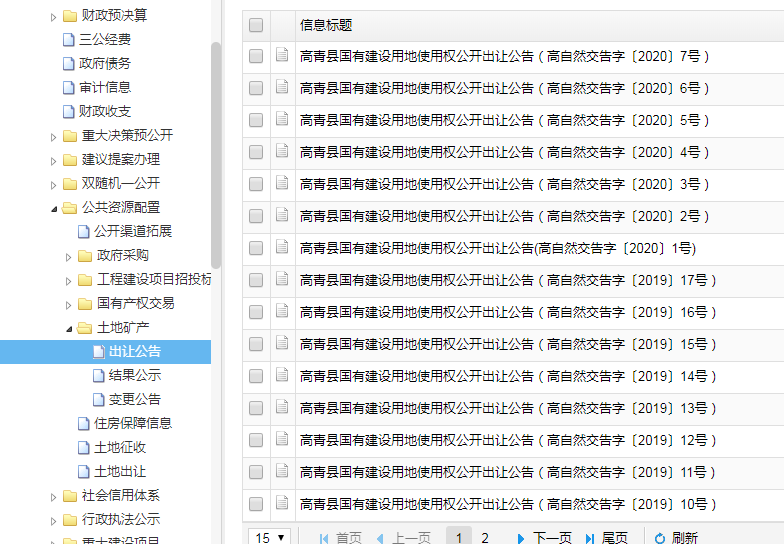 财政预决算
三公经费
政府债务
审计信息
财政收支
重大决策预公开
建议提案办理
双随机一公开
公共资源配置
公开渠道拓展
政府采购
工程建设项目招投标
国有产权交易
土地矿产
出让公告
结果公示
变更公告
住房保障信息
土地征收
土地出让
社会信用体系
行政执法公示
重大建设项目
信息标题
高青县国有建设用地使用权公开出让公告（高自然交告字〔2020〕7号）
高青县国有建设用地使用权公开出让公告（高自然交告字〔2020〕6号）
高青县国有建设用地使用权公开出让公告（高自然交告字〔2020〕5号）
高青县国有建设用地使用权公开出让公告（高自然交告字〔2020〕4号）
高青县国有建设用地使用权公开出让公告（高自然交告字〔2020〕3号）
高青县国有建设用地使用权公开出让公告（高自然交告字〔2020〕2号）
高青县国有建设用地使用权公开出让公告(高自然交告字〔2020〕1号)
高青县国有建设用地使用权公开出让公告（高自然交告字〔2019〕17号）
高青县国有建设用地使用权公开出让公告（高自然交告字〔2019〕16号）
高青县国有建设用地使用权公开出让公告（高自然交告字〔2019〕15号）
高青县国有建设用地使用权公开出让公告（高自然交告字〔2019〕14号）
高青县国有建设用地使用权公开出让公告（高自然交告字〔2019〕13号）
高青县国有建设用地使用权公开出让公告（高自然交告字〔2019〕12号）
高青县国有建设用地使用权公开出让公告（高自然交告字〔2019〕11号）
高青县国有建设用地使用权公开出让公告（高自然交告字〔2019〕10号）
15 首页 上一页 1 2 下一页 尾页 刷新